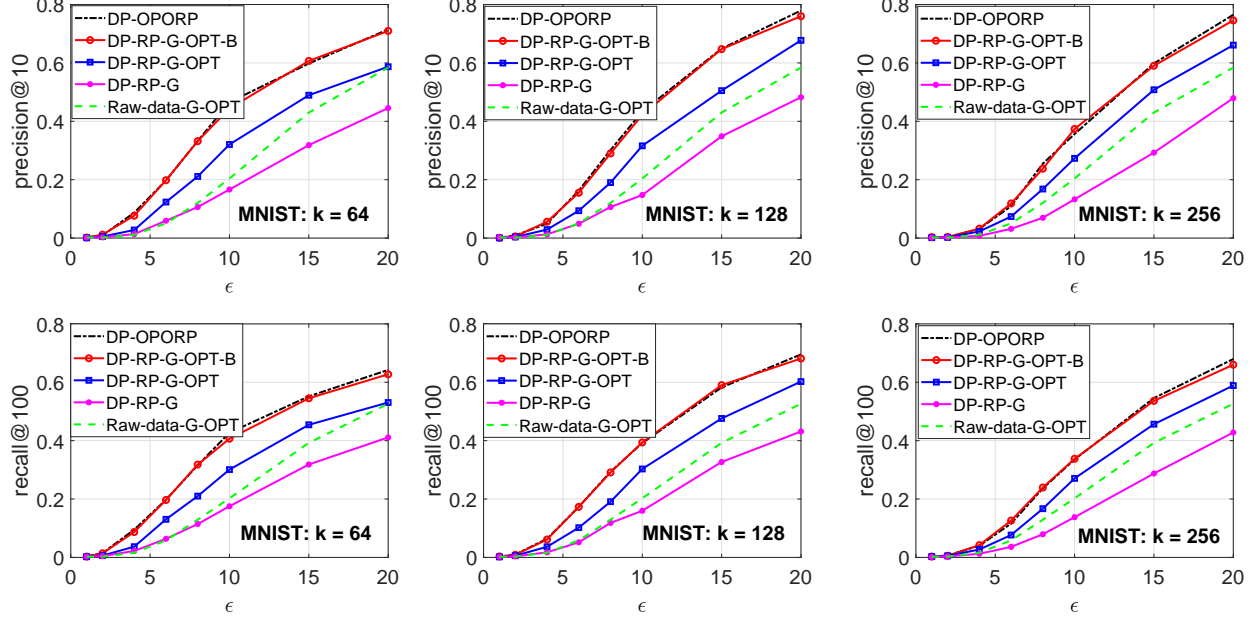 0.8
0.6
0.4
0.2
0
precision@10
DP-OPORP
DP-RP-G-OPT-B
DP-RP-G-OPT
DP-RP-G
Raw-data-G-OPT
MNIST: k = 64
0 5 10 15 20
ϵ
0.8
0.6
0.4
0.2
0
precision@10
DP-OPORP
DP-RP-G-OPT-B
DP-RP-G-OPT
DP-RP-G
Raw-data-G-OPT
MNIST: k = 128
0 5 10 15 20
ϵ
0.8
0.6
0.4
0.2
0
precision@10
DP-OPORP
DP-RP-G-OPT-B
DP-RP-G-OPT
DP-RP-G
Raw-data-G-OPT
MNIST: k = 256
0 5 10 15 20
ϵ
0.8
0.6
0.4
0.2
0
recall@100
DP-OPORP
DP-RP-G-OPT-B
DP-RP-G-OPT
DP-RP-G
Raw-data-G-OPT
MNIST: k = 64
0 5 10 15 20
ϵ
0.8
0.6
0.4
0.2
0
recall@100
DP-OPORP
DP-RP-G-OPT-B
DP-RP-G-OPT
DP-RP-G
Raw-data-G-OPT
MNIST: k = 128
0 5 10 15 20
ϵ
0.8
0.6
0.4
0.2
0
recall@100
DP-OPORP
DP-RP-G-OPT-B
DP-RP-G-OPT
DP-RP-G
Raw-data-G-OPT
MNIST: k = 256
0 5 10 15 20
ϵ